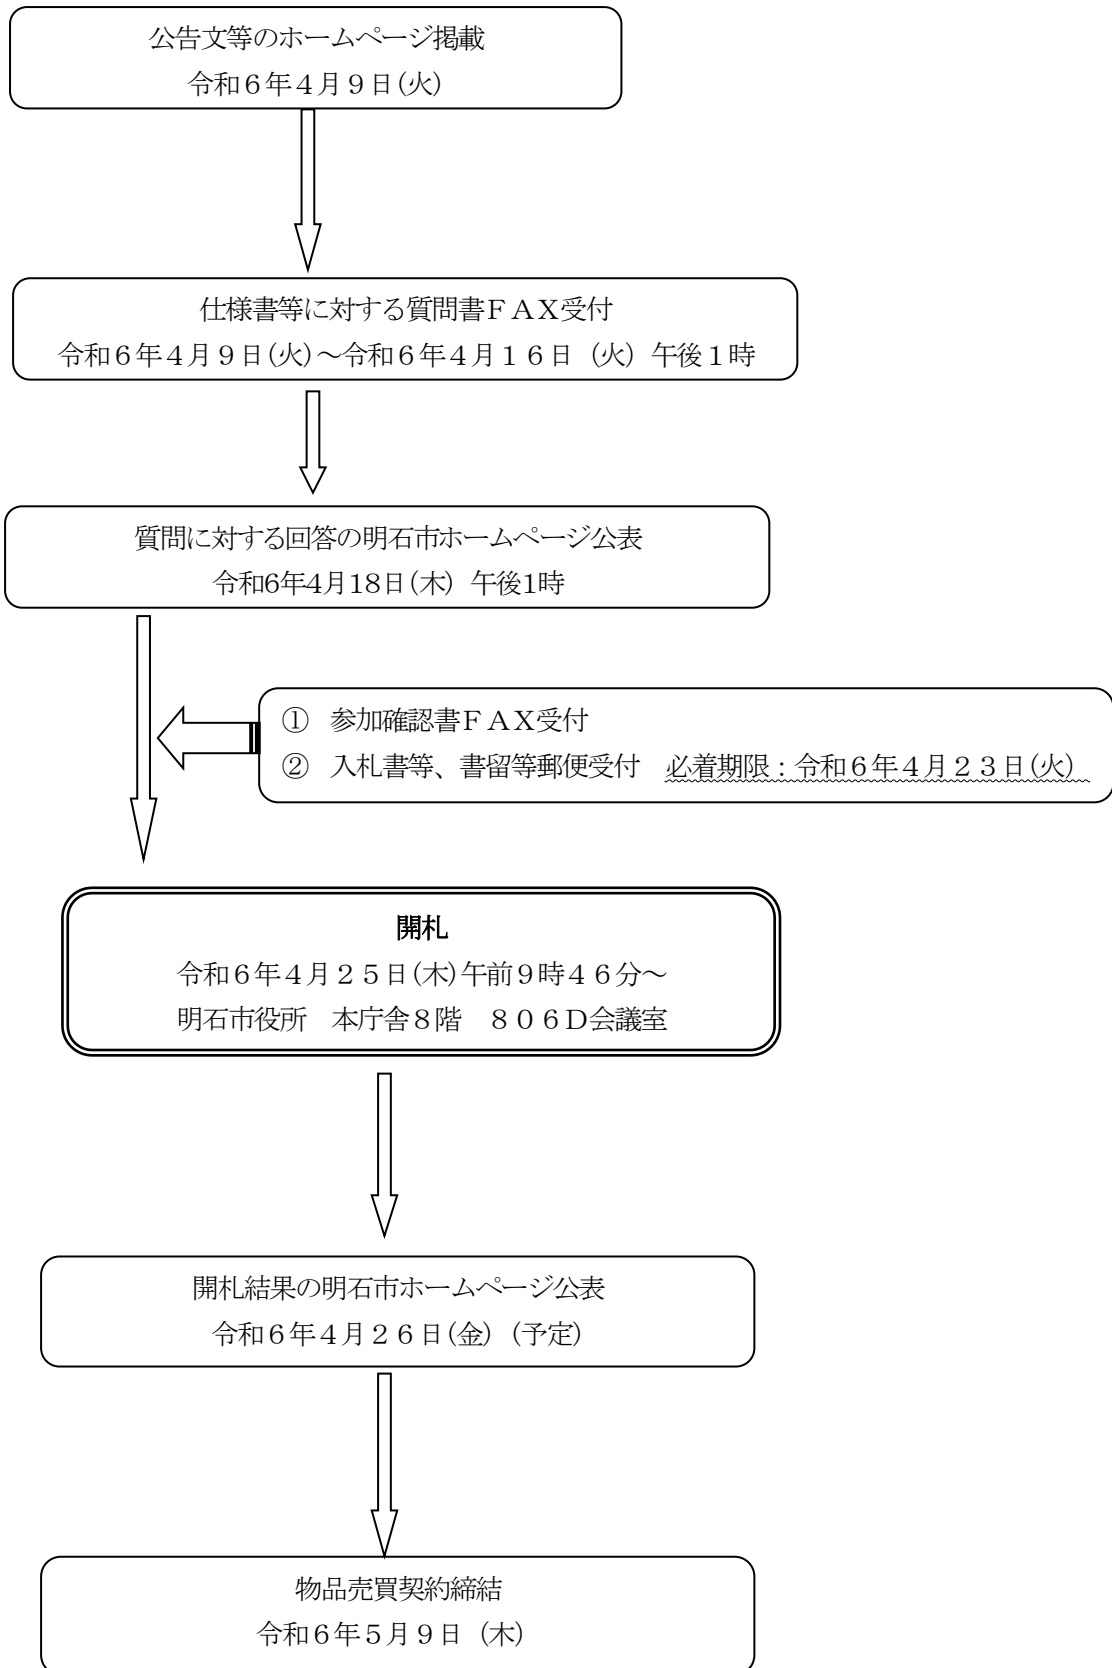 公告文等のホームページ掲載
令和６年４月９日(火)
仕様書等に対する質問書ＦＡＸ受付
令和６年４月９日(火)～令和６年４月１６日（火）午後１時
質問に対する回答の明石市ホームページ公表
令和6年4月18日(木）午後1時
①　参加確認書ＦＡＸ受付
②　入札書等、書留等郵便受付　必着期限：令和６年４月２３日(火)
開札
令和６年４月２５日(木)午前９時４６分～
明石市役所　本庁舎８階　８０６Ｄ会議室
開札結果の明石市ホームページ公表
令和６年４月２６日(金)（予定）
物品売買契約締結
令和６年５月９日（木）